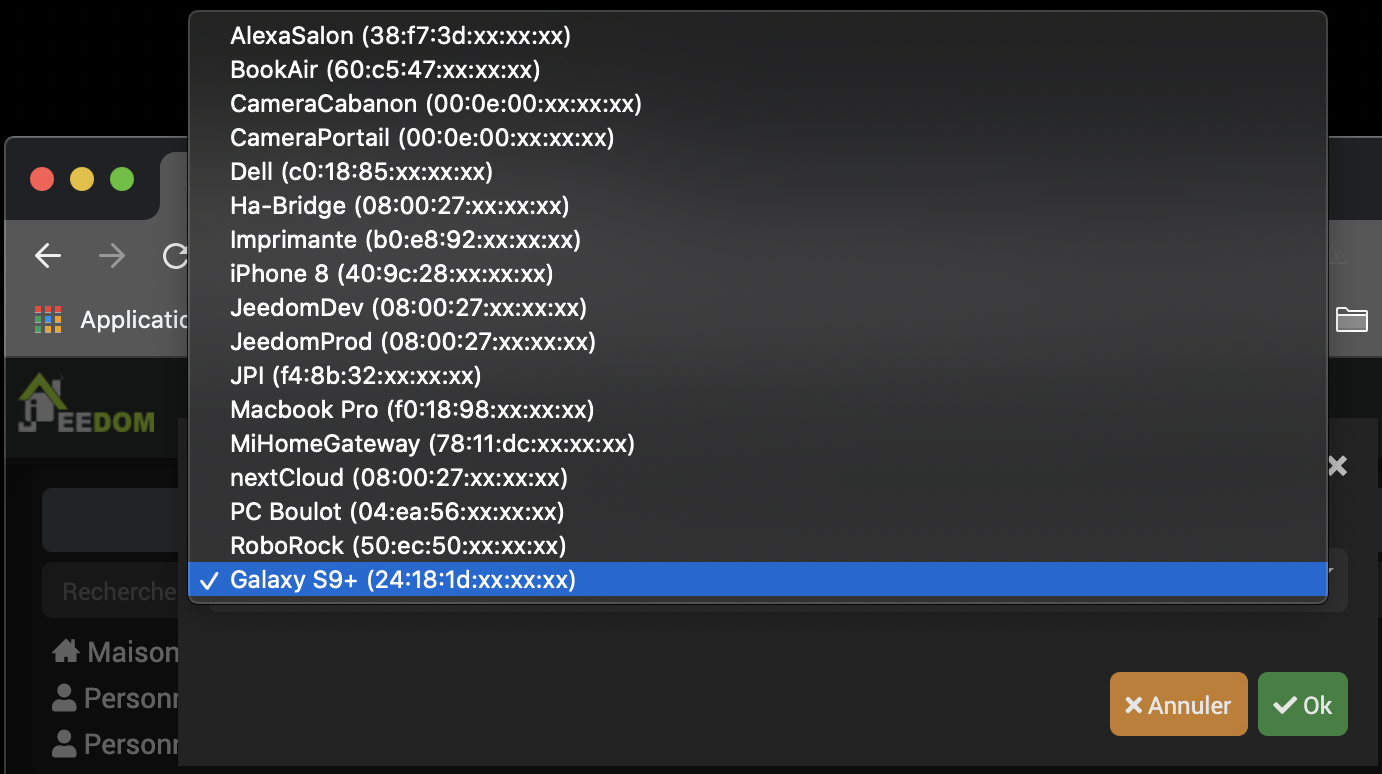 AlexaSalon (38:f7:3d:xx:xx:xx)
BookAir (60:c5:47:xx:xx:xx)
CameraCabanon (00:0e:00:xx:xx:xx)
CameraPortail (00:0e:00:xx:xx:xx)
Dell (c0:18:85:xx:xx:xx)
Ha-Bridge (08:00:27:xx:xx:xx)
Imprimante (b0:e8:92:xx:xx:xx)
iPhone 8 (40:9c:28:xx:xx:xx)
JeedomDev (08:00:27:xx:xx:xx)
JeedomProd (08:00:27:xx:xx:xx)
JPI (f4:8b:32:xx:xx:xx)
Macbook Pro (f0:18:98:xx:xx:xx)
MiHomeGateway (78:11:dc:xx:xx:xx)
nextCloud (08:00:27:xx:xx:xx)
PC Boulot (04:ea:56:xx:xx:xx)
RoboRock (50:ec:50:xx:xx:xx)
✓ Galaxy S9+ (24:18:1d:xx:xx:xx)
Applicatio
JEEDOM
Recherche
Maison
Personn
Personn
Annuler
Ok